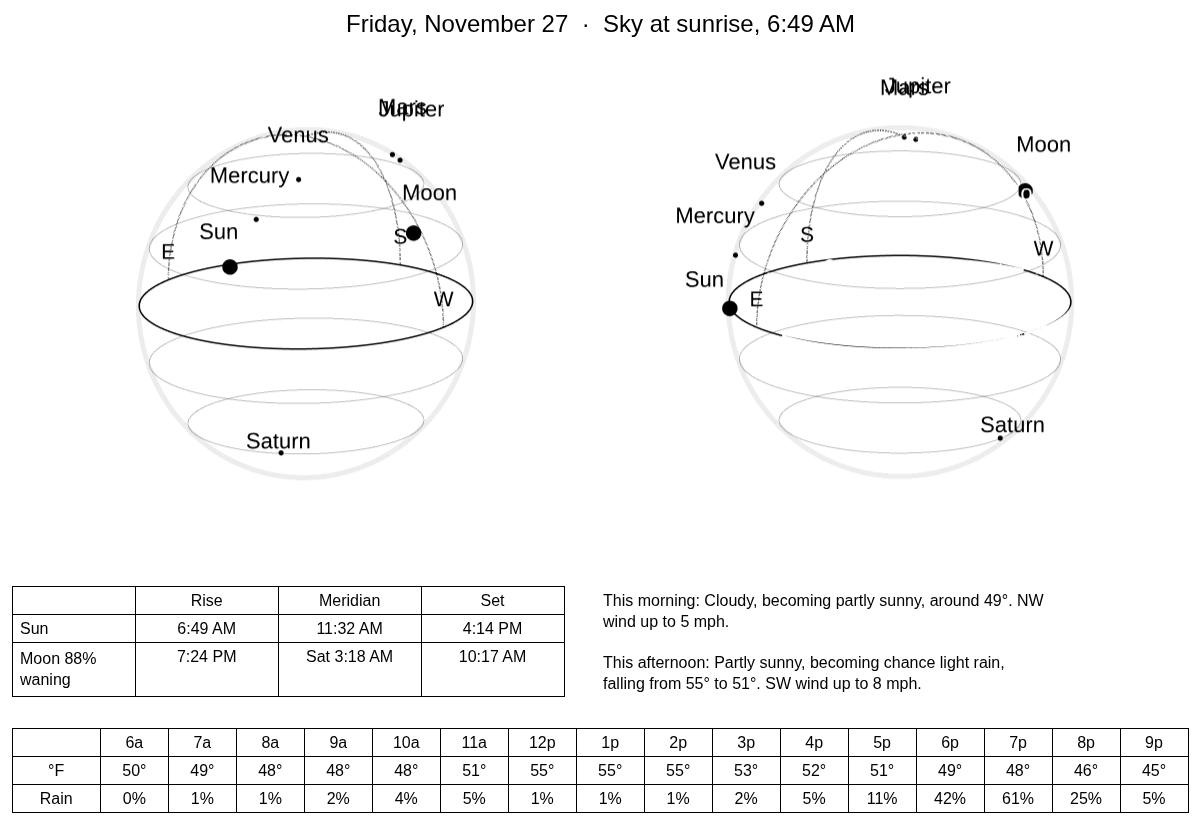 Friday, November 27 · Sky at sunrise, 6:49 AM
Mars
Jupiter
Venus
Mercury
Moon
Sun
S
E
W
Saturn
Mars
Jupiter
Moon
Venus
Mercury
S
W
Sun
E
Saturn
Rise Meridian Set
Sun 6:49 AM 11:32 AM 4:14 PM
Moon 88% 7:24 PM Sat 3:18 AM 10:17 AM
waning
This morning: Cloudy, becoming partly sunny, around 49°. NW
wind up to 5 mph.
This afternoon: Partly sunny, becoming chance light rain,
falling from 55° to 51°. SW wind up to 8 mph.
6a 7a 8a 9a 10a 11a 12p 1p 2p 3p 4p 5p 6p 7p 8p 9p
°F 50° 49° 48° 48° 48° 51° 55° 55° 55° 53° 52° 51° 49° 48° 46° 45°
Rain 0% 1% 1% 2% 4% 5% 1% 1% 1% 2% 5% 11% 42% 61% 25% 5%